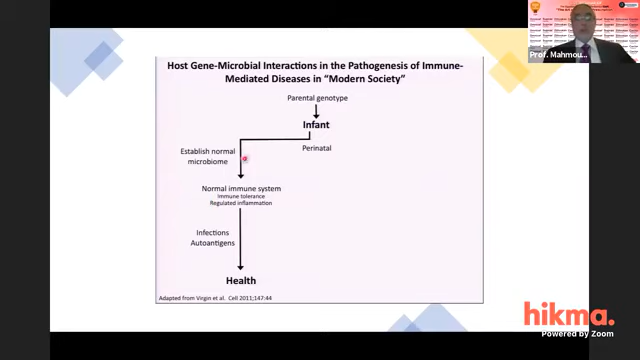 Host Gene-Microbial Interactions in the Pathogenesis of Immune-
Mediated Diseases in “Modern Society”
Parental genotype
Infant
Perinatal
Establish normal
microbiome
Normal immune system
Immune tolerance
Regulated inflammation
Infections
Autoantigens
Health
Adapted from Virgin et al. Cell 2011;147:44
Prof. Mahmou...
hikma.
Powered by Zoom